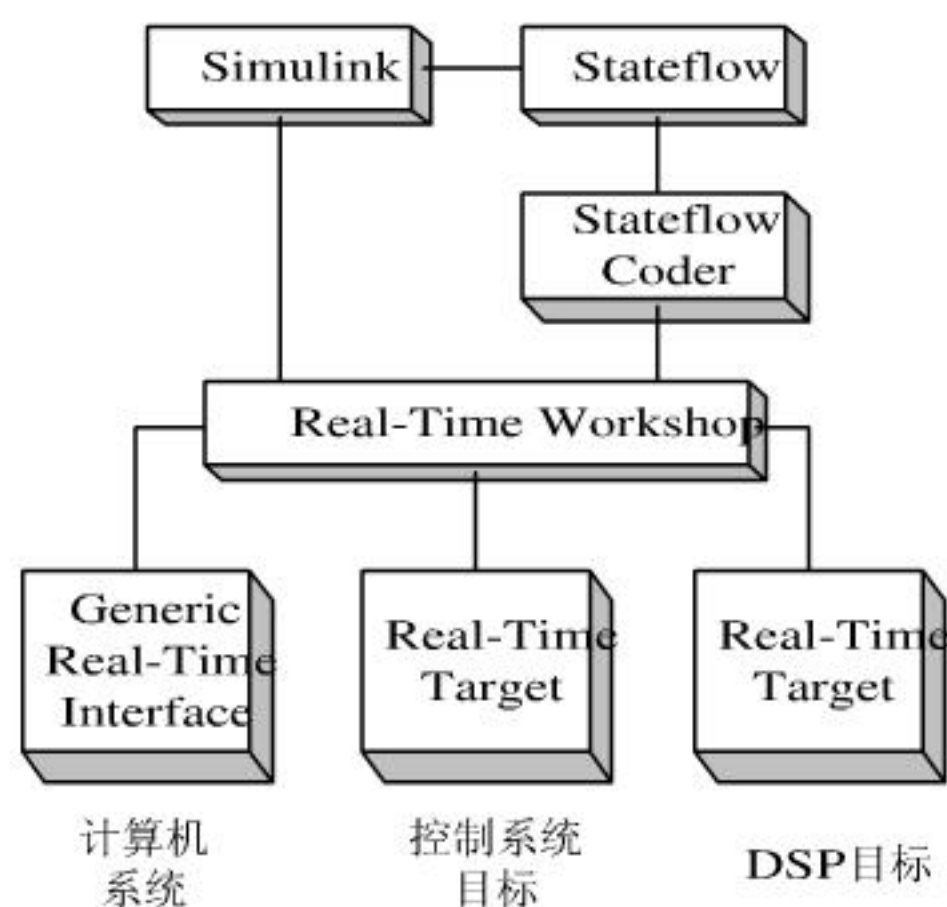 Simulink
Stateflow
Stateflow
Coder
Real-Time Workshop
Generic
Real-Time
Interface
Real-Time
Target
Real-Time
Target
计算机
系统
控制系统
目标
DSP目标